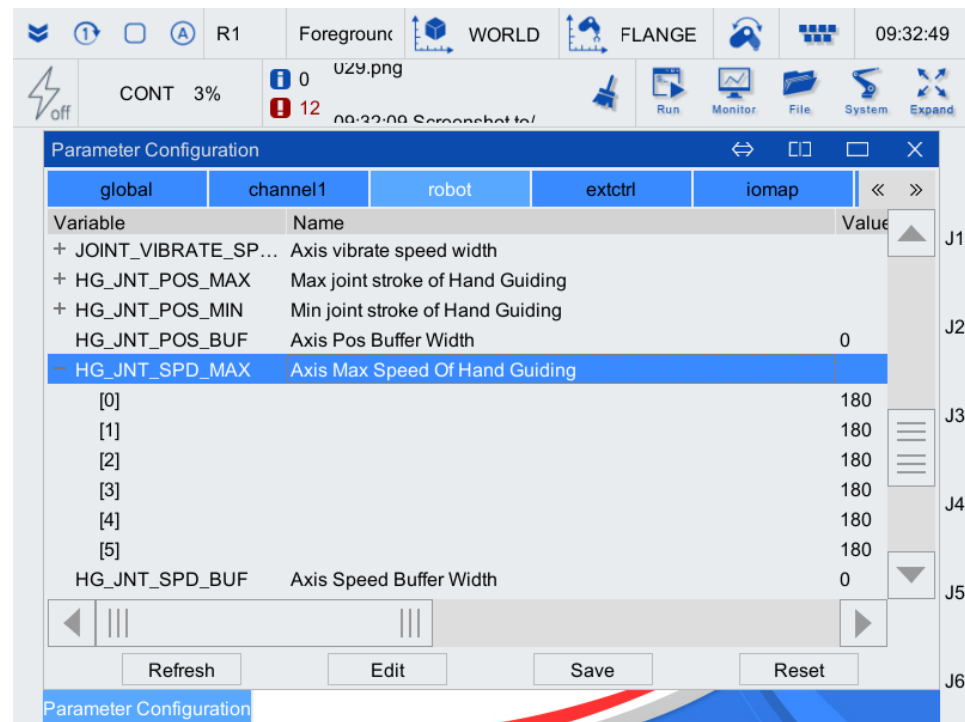 1 A R1 Foregroun WORLD FLANGE 09:32:49
off CONT 3% 0 029.png Run Monitor File System Expand
12 09:32:09 Screenshot to/
Parameter Configuration
global channel1 robot extctrl iomap « »
Variable Name Value
+ JOINT_VIBRATE_SP... Axis vibrate speed width
J1
+ HG_JNT_POS_MAX Max joint stroke of Hand Guiding
+ HG_JNT_POS_MIN Min joint stroke of Hand Guiding
J2
HG_JNT_POS_BUF Axis Pos Buffer Width 0
− HG_JNT_SPD_MAX Axis Max Speed Of Hand Guiding
[0] 180
J3
[1] 180
[2] 180
[3] 180
J4
[4] 180
[5] 180
HG_JNT_SPD_BUF Axis Speed Buffer Width 0
J5
Refresh Edit Save Reset
J6
Parameter Configuration